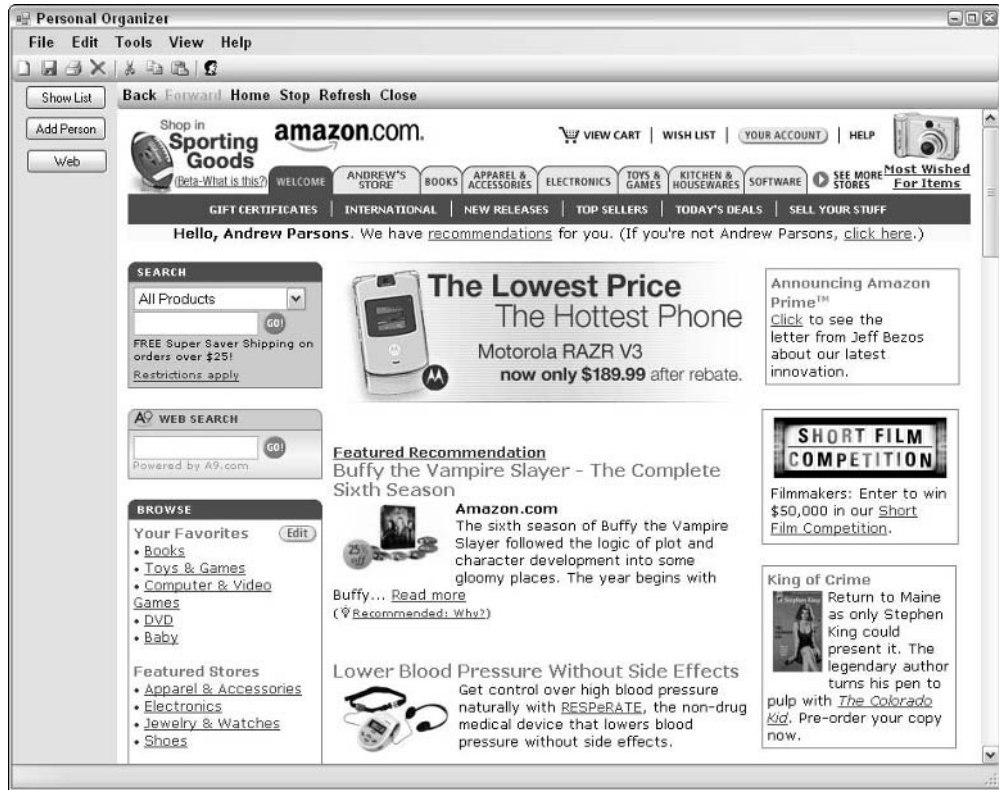 Personal Organizer
File Edit Tools View Help
Show List
Add Person
Web
Back Forward Home Stop Refresh Close
Shop in
Sporting
Goods
(Beta-What is this?)
amazon.com.
VIEW CART | WISH LIST | YOUR ACCOUNT | HELP
Most Wished
For Items
WELCOME
ANDREW'S
STORE
BOOKS
APPAREL &
ACCESSORIES
ELECTRONICS
TOYS &
GAMES
KITCHEN &
HOUSEWARES
SOFTWARE
SEE MORE
STORES
GIFT CERTIFICATES | INTERNATIONAL | NEW RELEASES | TOP SELLERS | TODAY'S DEALS | SELL YOUR STUFF
Hello, Andrew Parsons. We have recommendations for you. (If you're not Andrew Parsons, click here.)
SEARCH
All Products
GO!
FREE Super Saver Shipping on
orders over $25!
Restrictions apply
A9 WEB SEARCH
GO!
Powered by A9.com
BROWSE
Your Favorites Edit
• Books
• Toys & Games
• Computer & Video
Games
• DVD
• Baby
Featured Stores
• Apparel & Accessories
• Electronics
• Jewelry & Watches
• Shoes
The Lowest Price
The Hottest Phone
Motorola RAZR V3
now only $189.99 after rebate.
Featured Recommendation
Buffy the Vampire Slayer - The Complete
Sixth Season
25%
off
Amazon.com
The sixth season of Buffy the Vampire
Slayer followed the logic of plot and
character development into some
gloomy places. The year begins with
Buffy... Read more
(Recommended: Why?)
Lower Blood Pressure Without Side Effects
Get control over high blood pressure
naturally with RESPeRATE, the non-drug
medical device that lowers blood
pressure without side effects.
Announcing Amazon
Prime™
Click to see the
letter from Jeff Bezos
about our latest
innovation.
SHORT FILM
COMPETITION
Filmmakers: Enter to win
$50,000 in our Short
Film Competition.
King of Crime
Return to Maine
as only Stephen
King could
present it. The
legendary author
turns his pen to
pulp with The Colorado
Kid. Pre-order your copy
now.